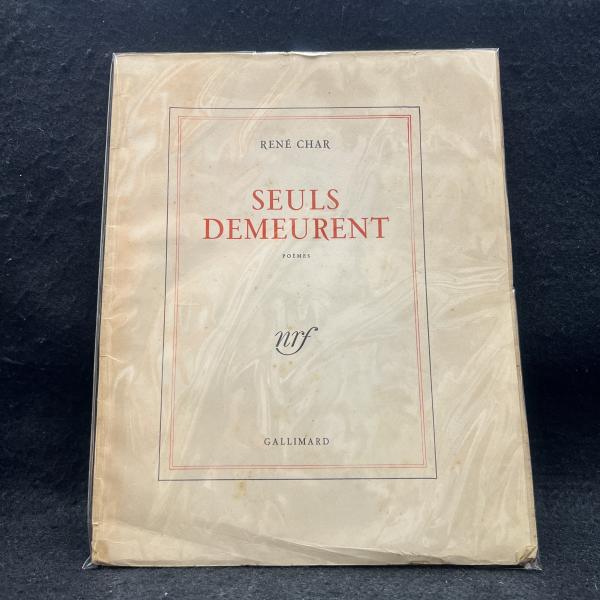 RENÉ CHAR
SEULS
DEMEURENT
POÈMES
nrf
GALLIMARD